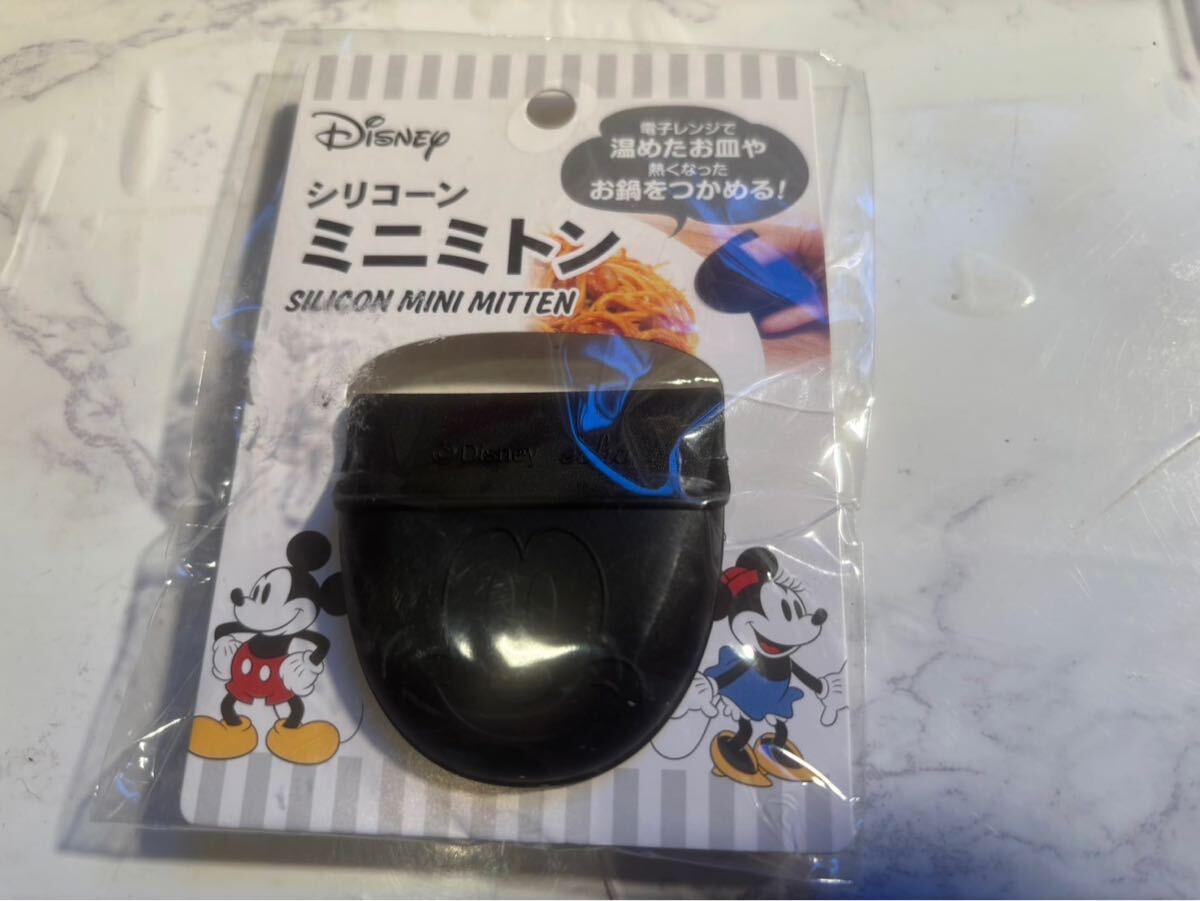 Disney
電子レンジで
温めたお皿や
熱くなった
お鍋をつかめる!
シリコーン
ミニミトン
SILICON MINI MITTEN
©Disney